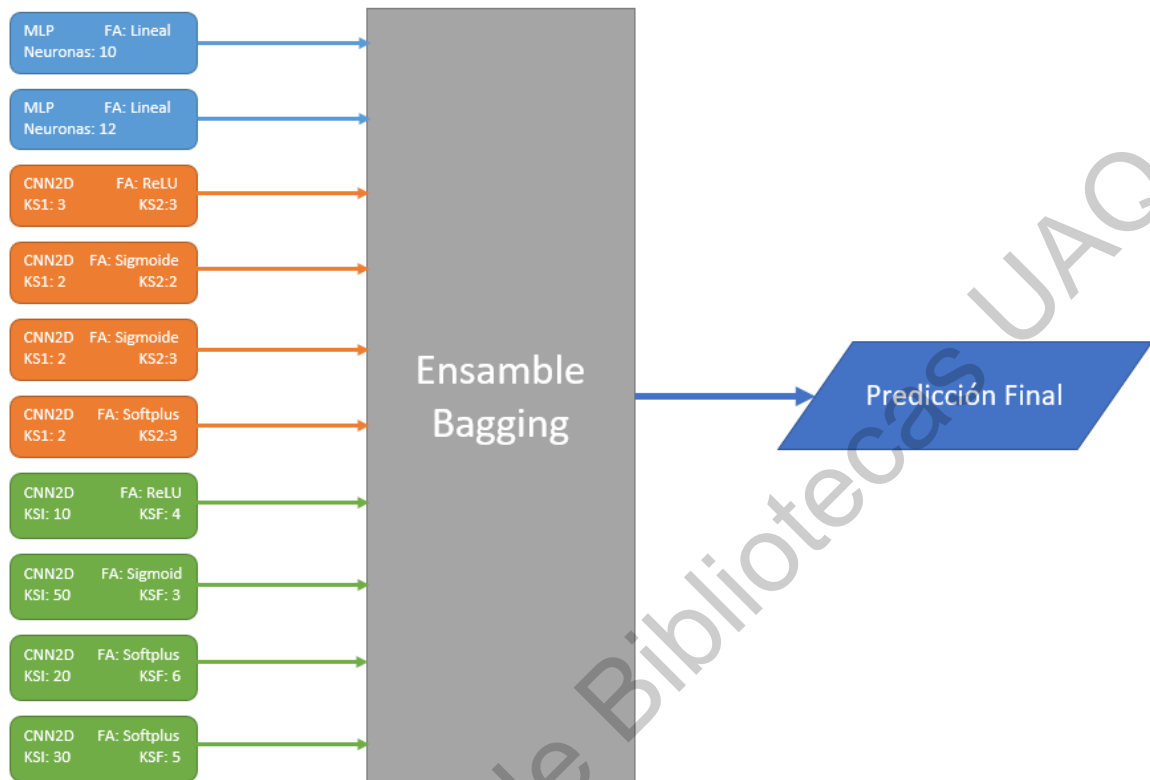 MLP FA: Lineal
Neuronas: 10
MLP FA: Lineal
Neuronas: 12
CNN2D FA: ReLU
KS1: 3 KS2:3
CNN2D FA: Sigmoide
KS1: 2 KS2:2
CNN2D FA: Sigmoide
KS1: 2 KS2:3
CNN2D FA: Softplus
KS1: 2 KS2:3
CNN2D FA: ReLU
KSI: 10 KSF: 4
CNN2D FA: Sigmoid
KSI: 50 KSF: 3
CNN2D FA: Softplus
KSI: 20 KSF: 6
CNN2D FA: Softplus
KSI: 30 KSF: 5
Ensamble
Bagging
Predicción Final
de Bibliotecas UAQ